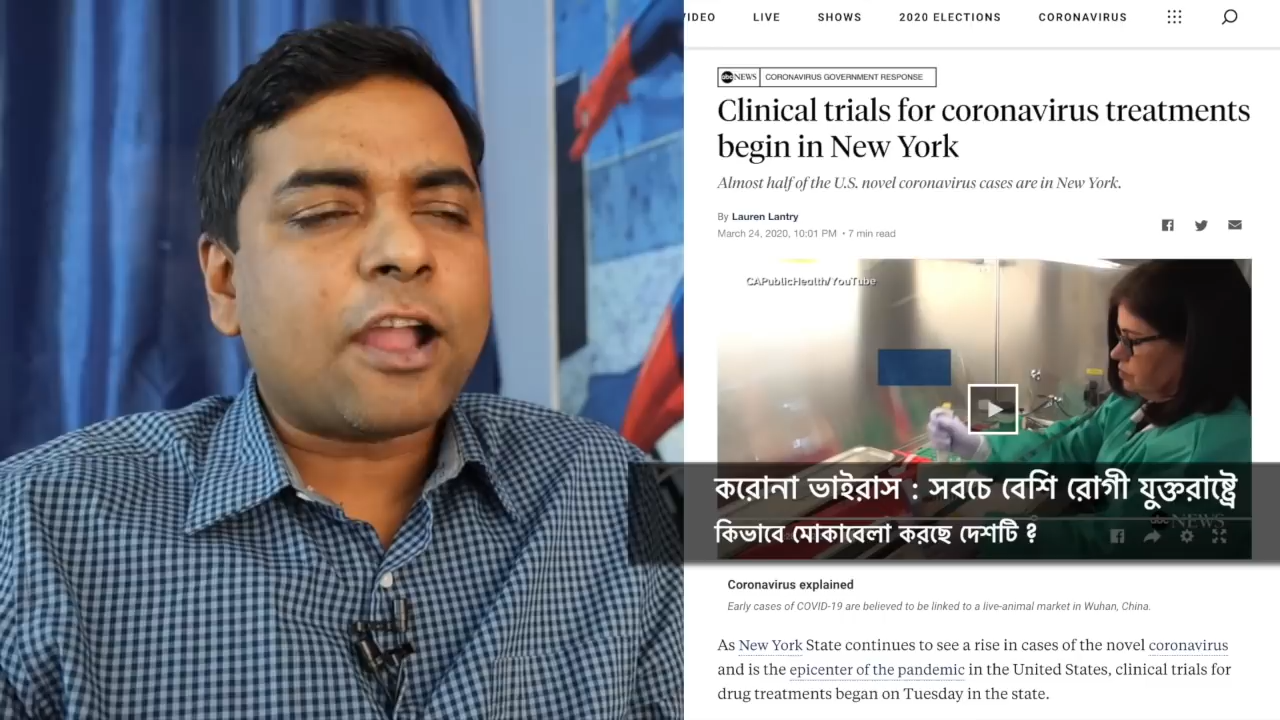 VIDEO LIVE SHOWS 2020 ELECTIONS CORONAVIRUS
abc NEWS CORONAVIRUS GOVERNMENT RESPONSE
Clinical trials for coronavirus treatments
begin in New York
Almost half of the U.S. novel coronavirus cases are in New York.
By Lauren Lantry
March 24, 2020, 10:01 PM • 7 min read
CAPublicHealth/YouTube
করোনা ভাইরাস : সবচে বেশি রোগী যুক্তরাষ্ট্রে
abc NEWS
কিভাবে মোকাবেলা করছে দেশটি ?
Coronavirus explained
Early cases of COVID-19 are believed to be linked to a live-animal market in Wuhan, China.
As New York State continues to see a rise in cases of the novel coronavirus
and is the epicenter of the pandemic in the United States, clinical trials for
drug treatments began on Tuesday in the state.